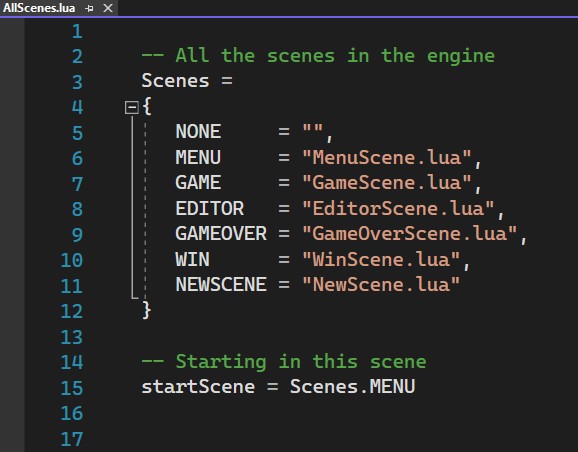 AllScenes.lua
1
2 -- All the scenes in the engine
3 Scenes =
4 {
5 NONE     = "",
6 MENU     = "MenuScene.lua",
7 GAME     = "GameScene.lua",
8 EDITOR   = "EditorScene.lua",
9 GAMEOVER = "GameOverScene.lua",
10 WIN      = "WinScene.lua",
11 NEWSCENE = "NewScene.lua"
12 }
13
14 -- Starting in this scene
15 startScene = Scenes.MENU
16
17